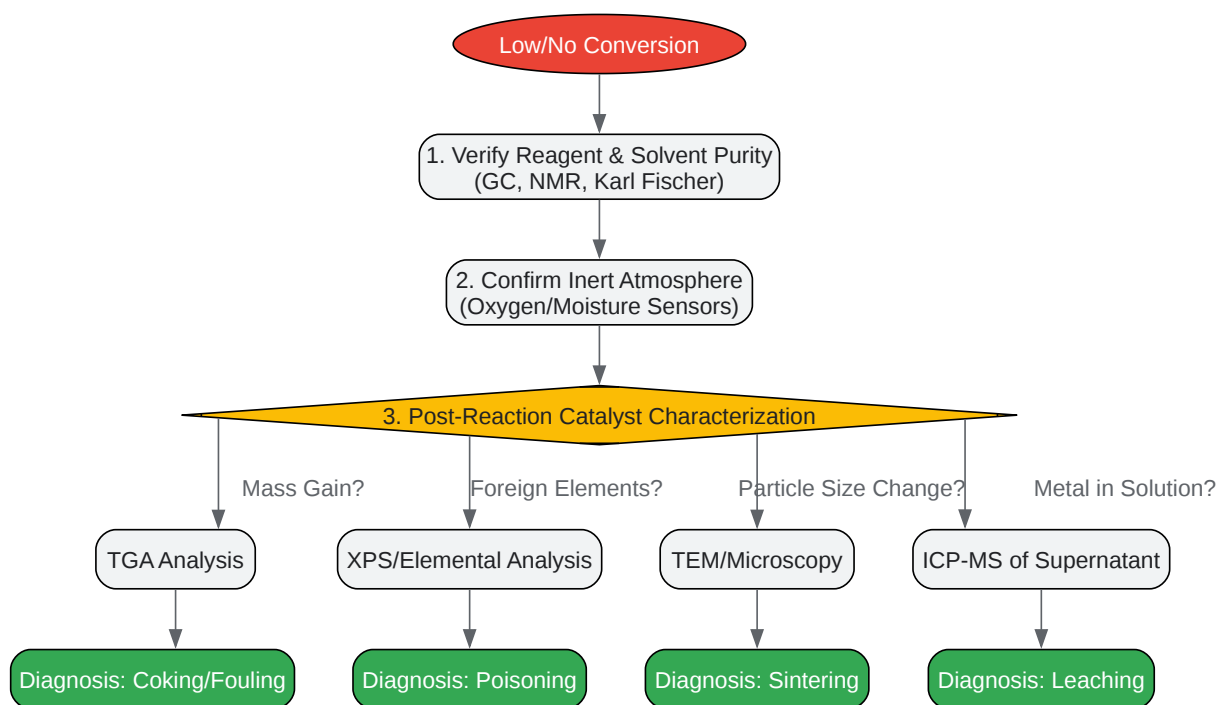 Low/No Conversion
1. Verify Reagent & Solvent Purity
(GC, NMR, Karl Fischer)
2. Confirm Inert Atmosphere
(Oxygen/Moisture Sensors)
3. Post-Reaction Catalyst Characterization
Mass Gain?
Foreign Elements?
Particle Size Change?
Metal in Solution?
TGA Analysis
XPS/Elemental Analysis
TEM/Microscopy
ICP-MS of Supernatant
Diagnosis: Coking/Fouling
Diagnosis: Poisoning
Diagnosis: Sintering
Diagnosis: Leaching